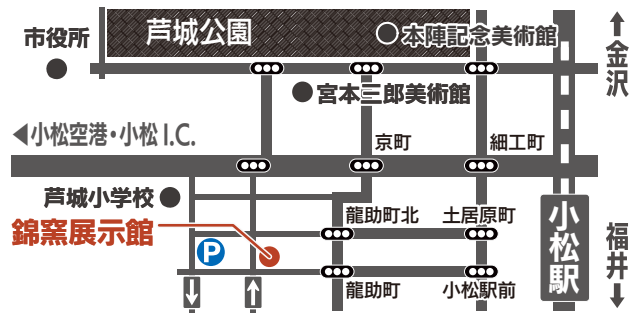 市役所
芦城公園
本陣記念美術館
金沢
宮本三郎美術館
小松空港・小松I.C.
京町
細工町
芦城小学校
錦窯展示館
龍助町北
土居原町
小松駅
福井
P
龍助町
小松駅前